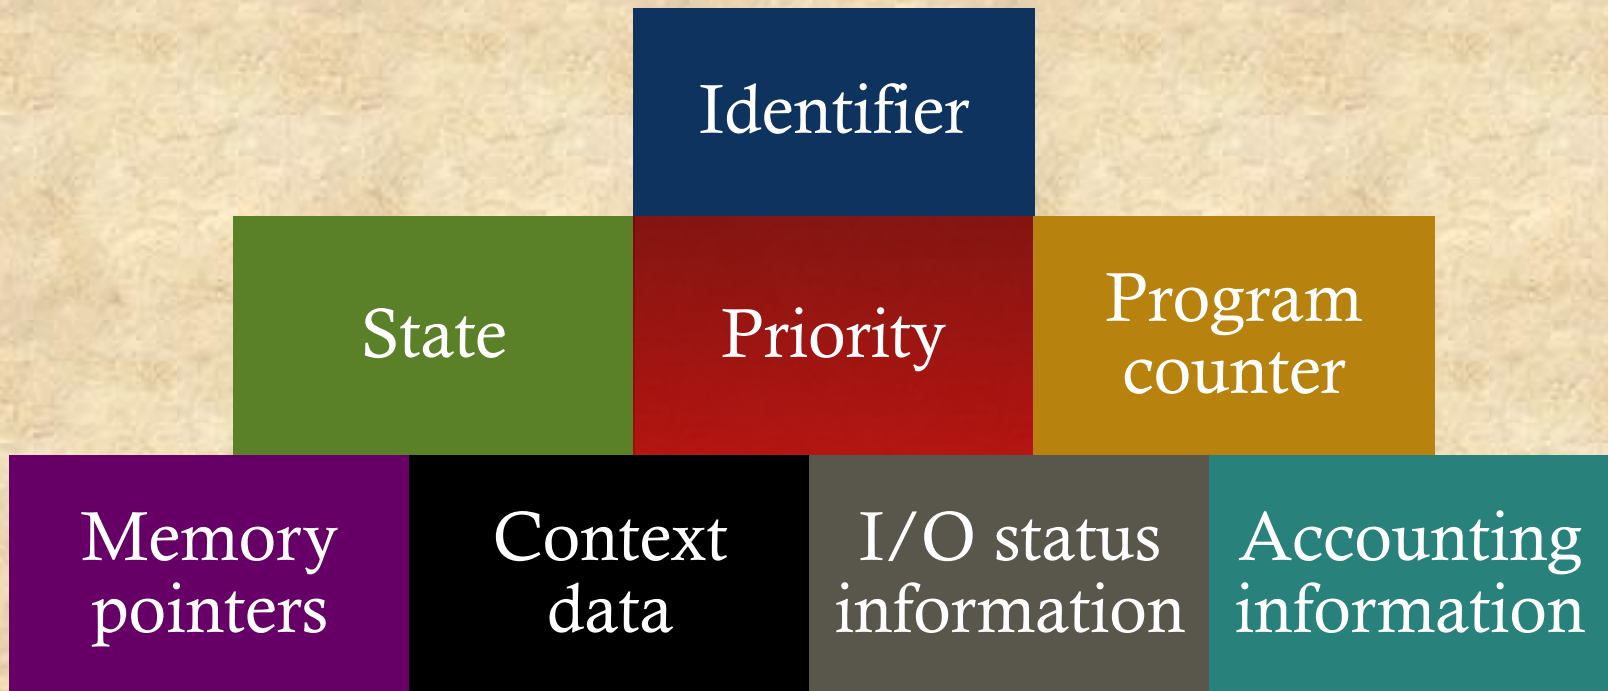 Identifier
State
Priority
Program
counter
Memory
pointers
Context
data
I/O status
information
Accounting
information